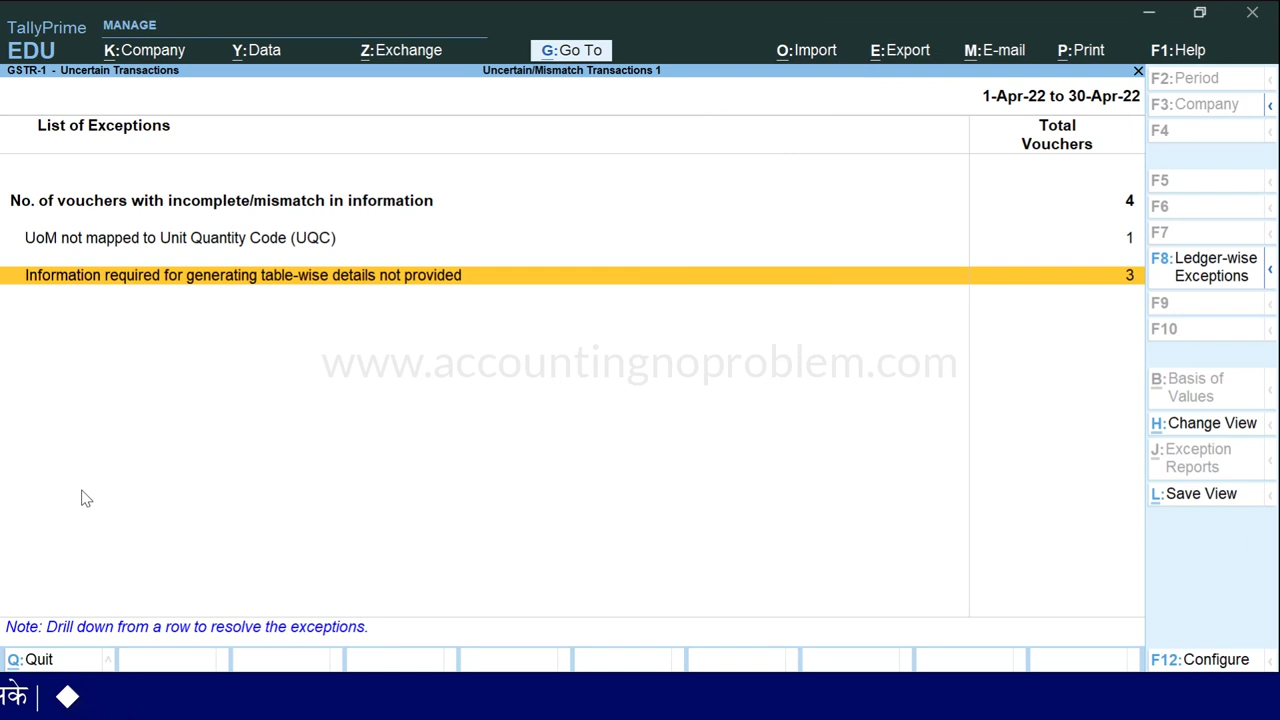 TallyPrime MANAGE
EDU K:Company Y:Data Z:Exchange G:Go To O:Import E:Export M:E-mail P:Print F1:Help
GSTR-1 - Uncertain Transactions Uncertain/Mismatch Transactions 1
1-Apr-22 to 30-Apr-22
List of Exceptions Total
Vouchers
No. of vouchers with incomplete/mismatch in information 4
UoM not mapped to Unit Quantity Code (UQC) 1
Information required for generating table-wise details not provided 3
www.accountingnoproblem.com
Note: Drill down from a row to resolve the exceptions.
Q:Quit
F2:Period
F3:Company
F4
F5
F6
F7
F8:Ledger-wise
Exceptions
F9
F10
B:Basis of
Values
H:Change View
J:Exception
Reports
L:Save View
F12:Configure